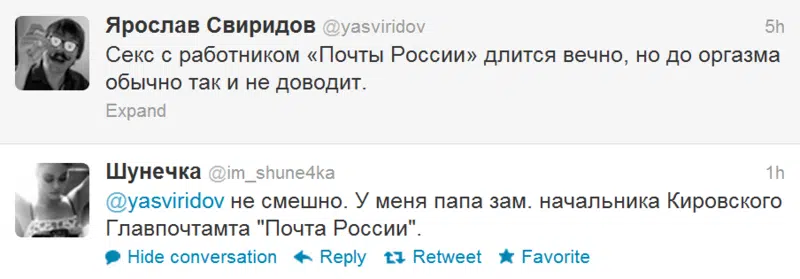 Ярослав Свиридов @yasviridov 5h
Секс с работником «Почты России» длится вечно, но до оргазма
обычно так и не доводит.
Expand
Шунечка @im_shune4ka 1h
@yasviridov не смешно. У меня папа зам. начальника Кировского
Главпочтамта "Почта России".
Hide conversation Reply Retweet Favorite